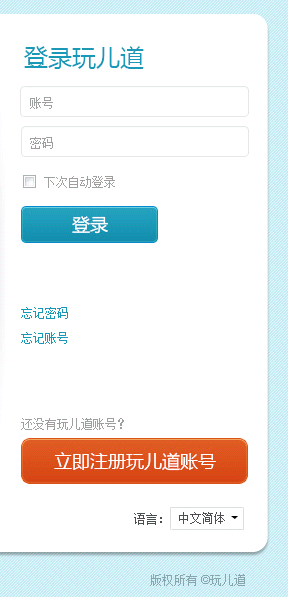 登录玩儿道
账号
密码
下次自动登录
登录
忘记密码
忘记账号
还没有玩儿道账号?
立即注册玩儿道账号
语言: 中文简体
版权所有 ©玩儿道